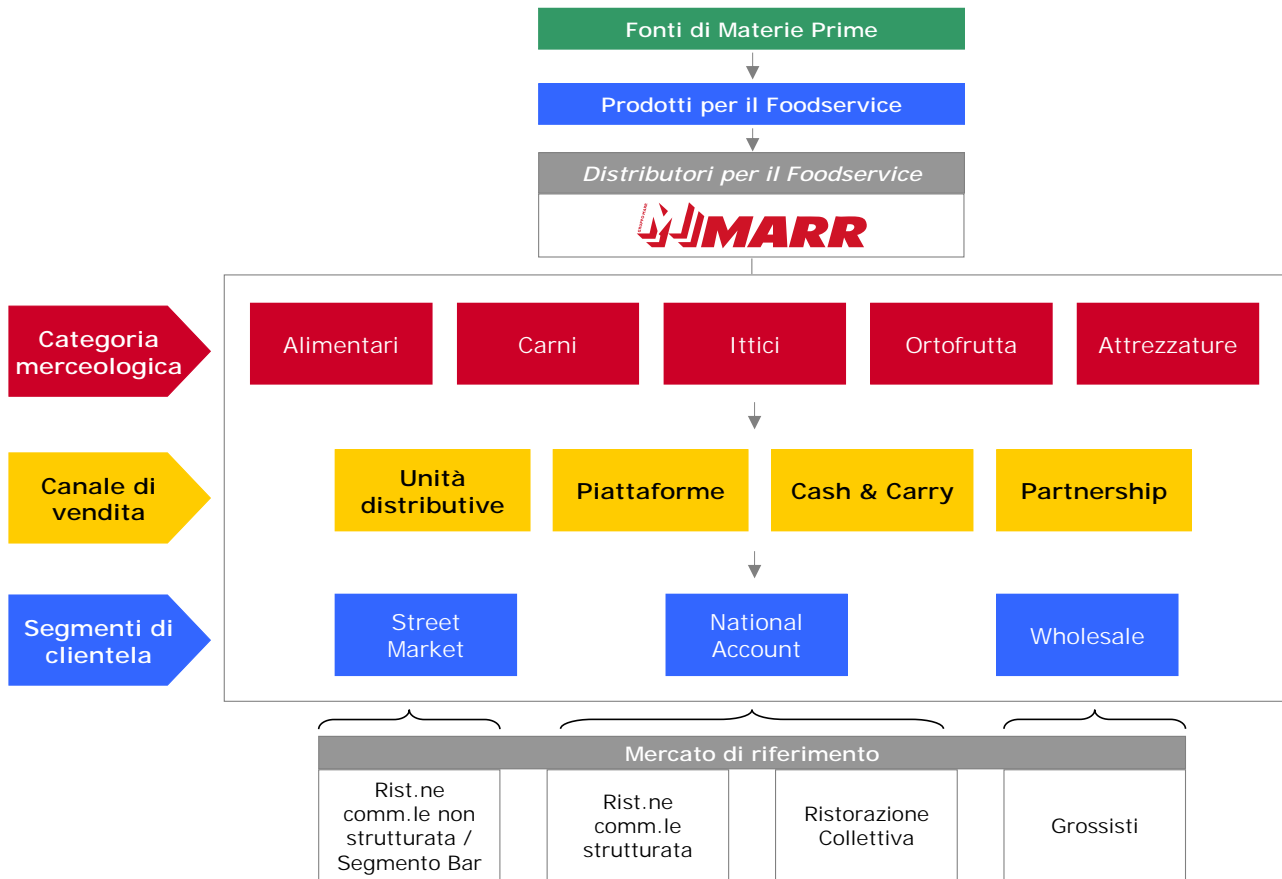 Fonti di Materie Prime
Prodotti per il Foodservice
Distributori per il Foodservice
MARR
Categoria
merceologica
Alimentari
Carni
Ittici
Ortofrutta
Attrezzature
Canale di
vendita
Unità
distributive
Piattaforme
Cash & Carry
Partnership
Segmenti di
clientela
Street
Market
National
Account
Wholesale
Mercato di riferimento
Rist.ne
comm.le non
strutturata /
Segmento Bar
Rist.ne
comm.le
strutturata
Ristorazione
Collettiva
Grossisti